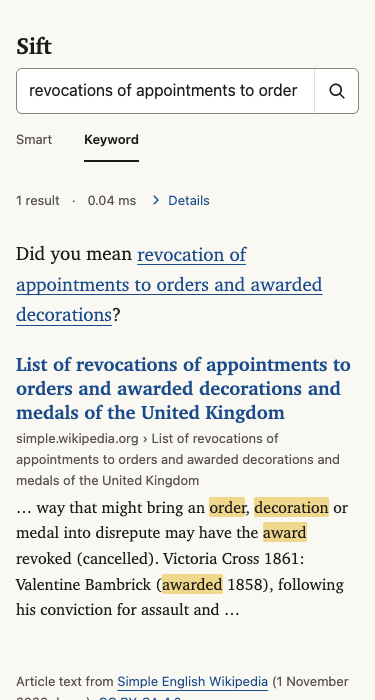 Sift
revocations of appointments to order
Smart Keyword
1 result · 0.04 ms > Details
Did you mean revocation of
appointments to orders and awarded
decorations?
List of revocations of appointments to
orders and awarded decorations and
medals of the United Kingdom
simple.wikipedia.org › List of revocations of
appointments to orders and awarded decorations and
medals of the United Kingdom
… way that might bring an order, decoration or
medal into disrepute may have the award
revoked (cancelled). Victoria Cross 1861:
Valentine Bambrick (awarded 1858), following
his conviction for assault and …
Article text from Simple English Wikipedia (1 November